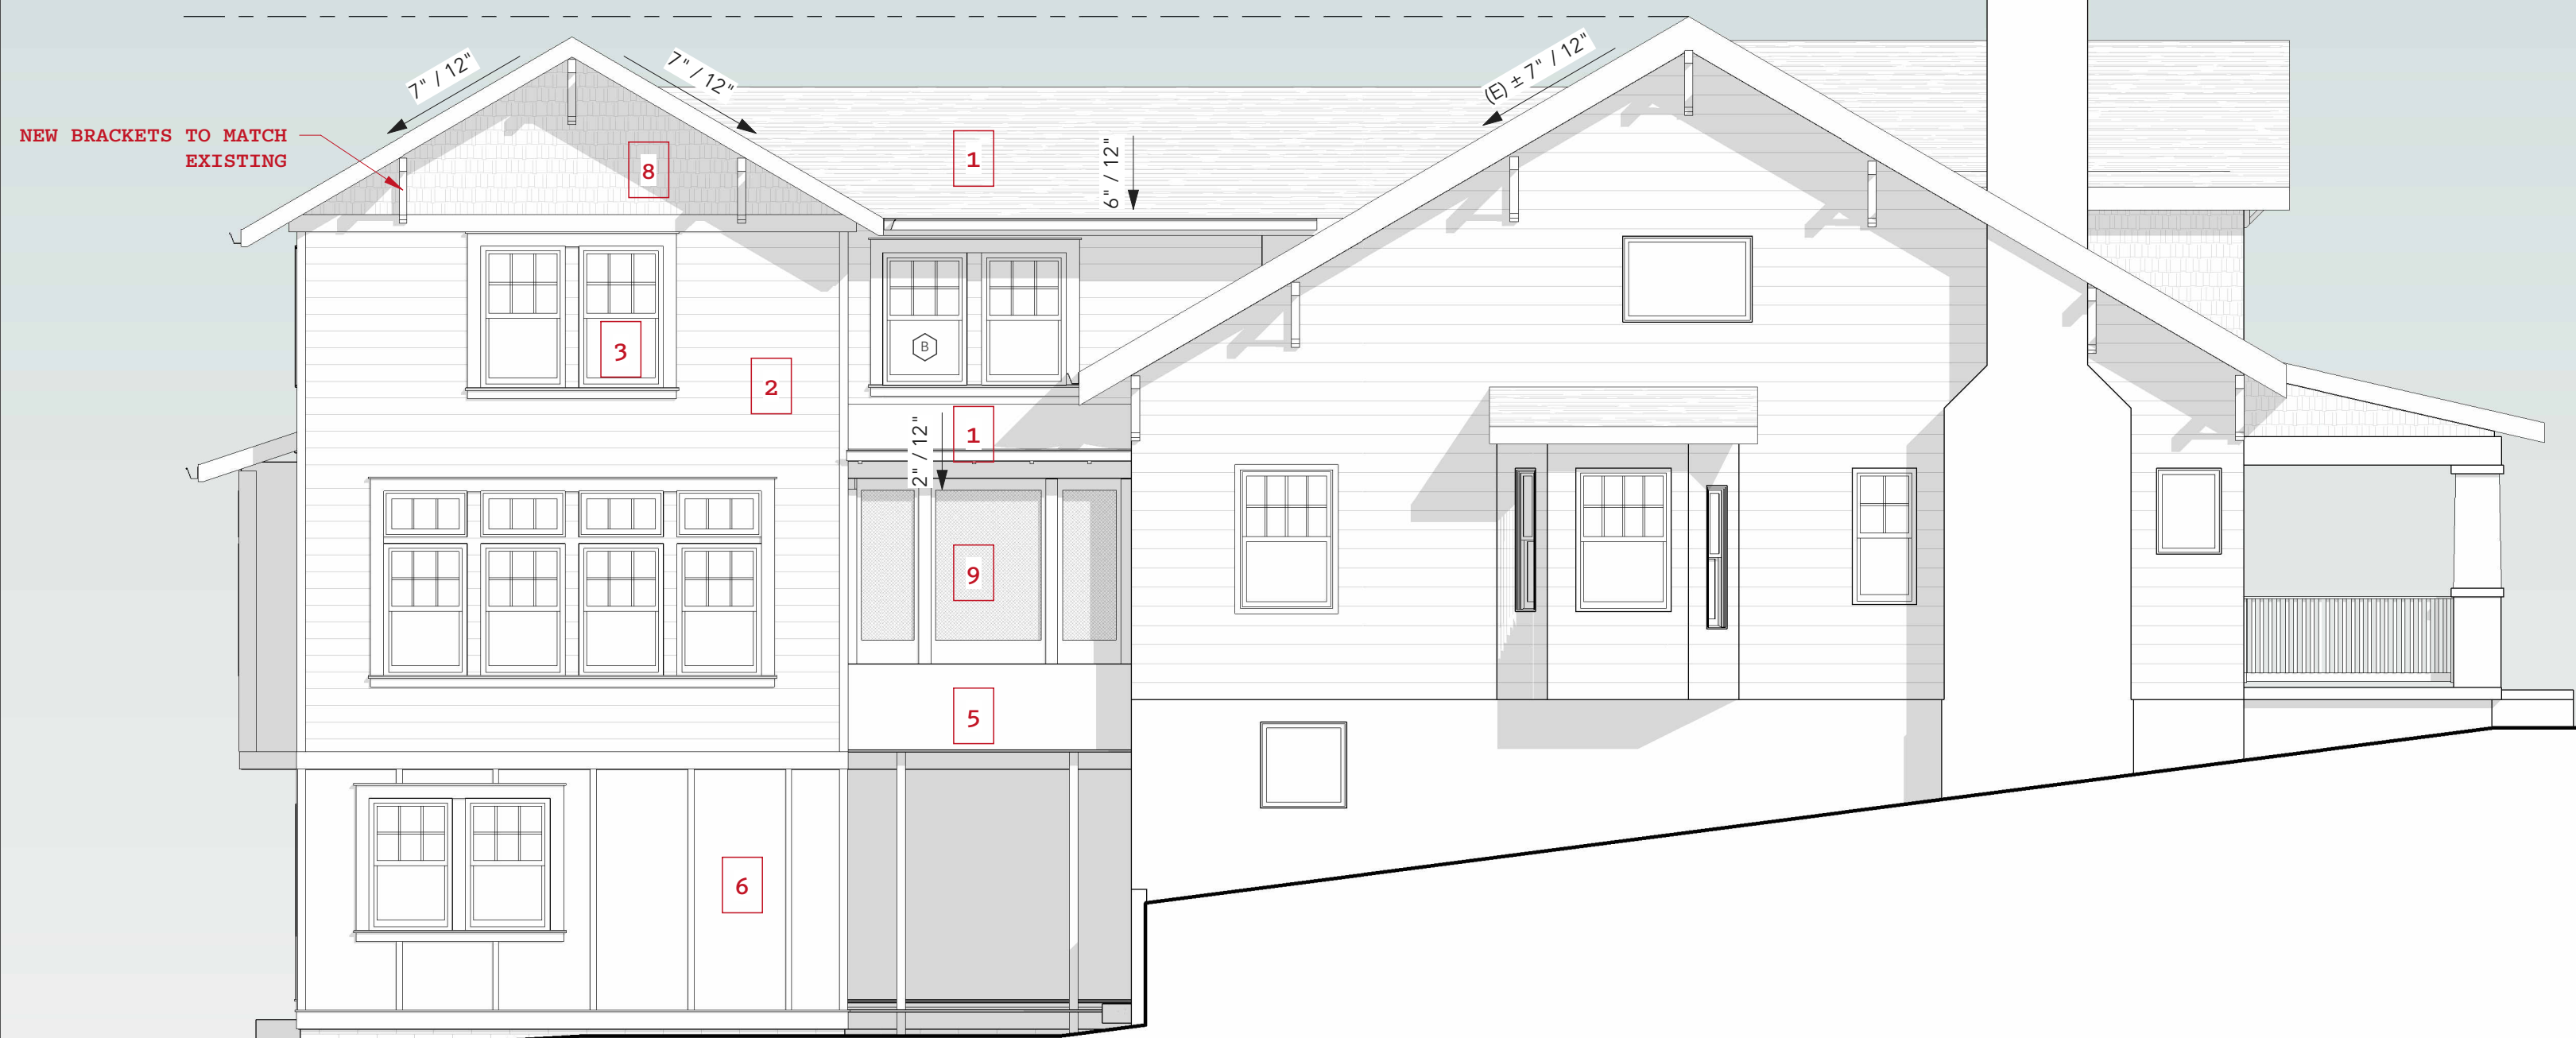 7" / 12"
7" / 12"
(E) ± 7" / 12"
NEW BRACKETS TO MATCH
EXISTING
8
1
6" / 12"
3
B
2
1
2" / 12"
9
5
6